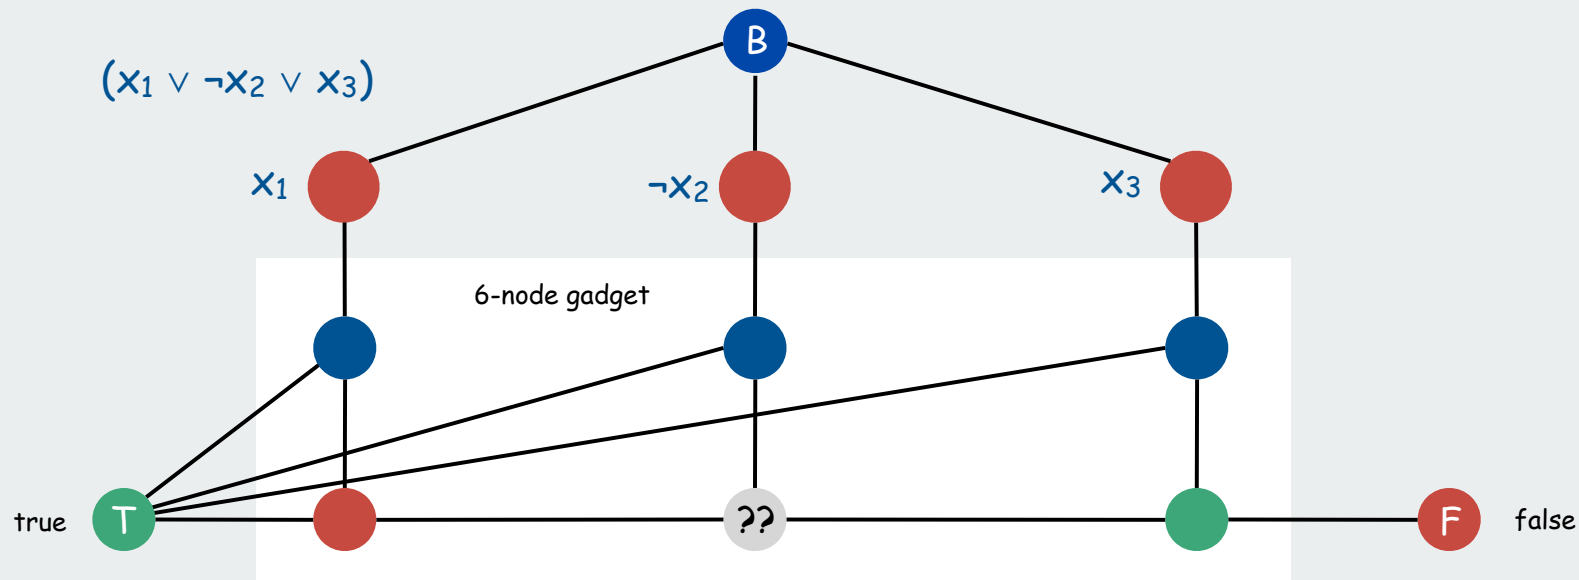 B
(x₁ ∨ ¬x₂ ∨ x₃)
x₁
¬x₂
x₃
6-node gadget
true
T
??
F
false